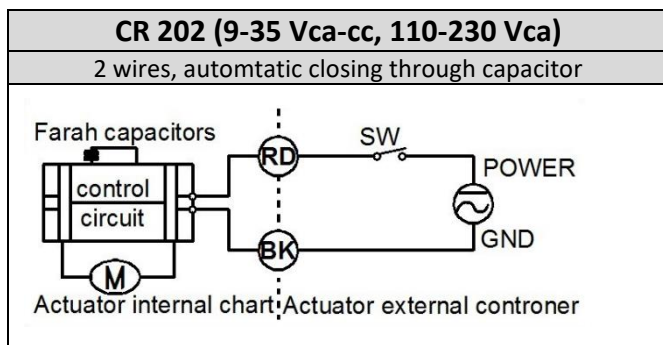 CR 202 (9-35 Vca-cc, 110-230 Vca)
2 wires, automtatic closing through capacitor
Farah capacitors
SW
RD
control
POWER
circuit
GND
BK
M
Actuator internal chart Actuator external controner